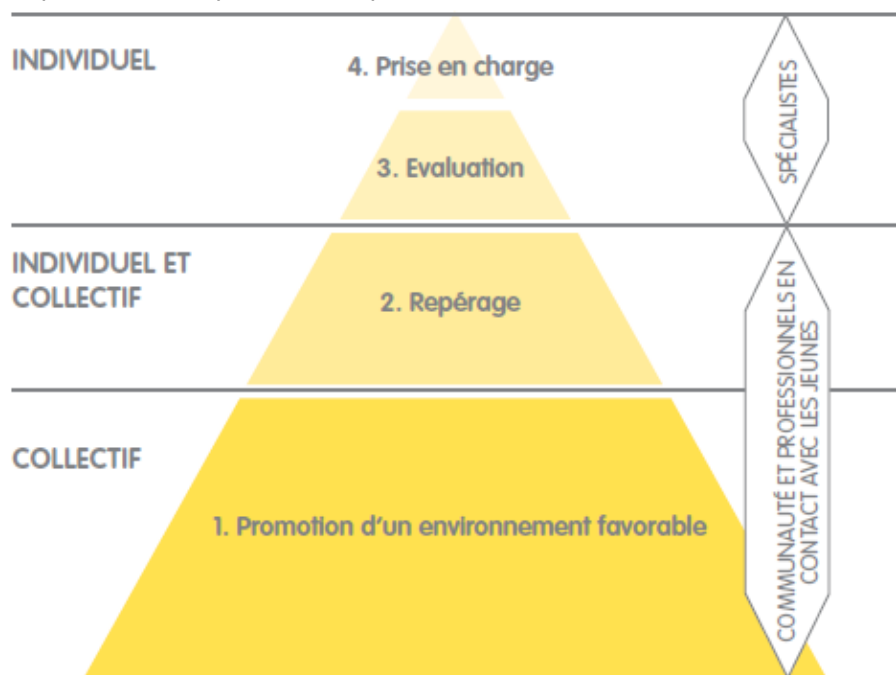 INDIVIDUEL
4. Prise en charge
3. Evaluation
SPÉCIALISTES
INDIVIDUEL ET
COLLECTIF
2. Repérage
COLLECTIF
1. Promotion d'un environnement favorable
COMMUNAUTÉ ET PROFESSIONNELS EN
CONTACT AVEC LES JEUNES